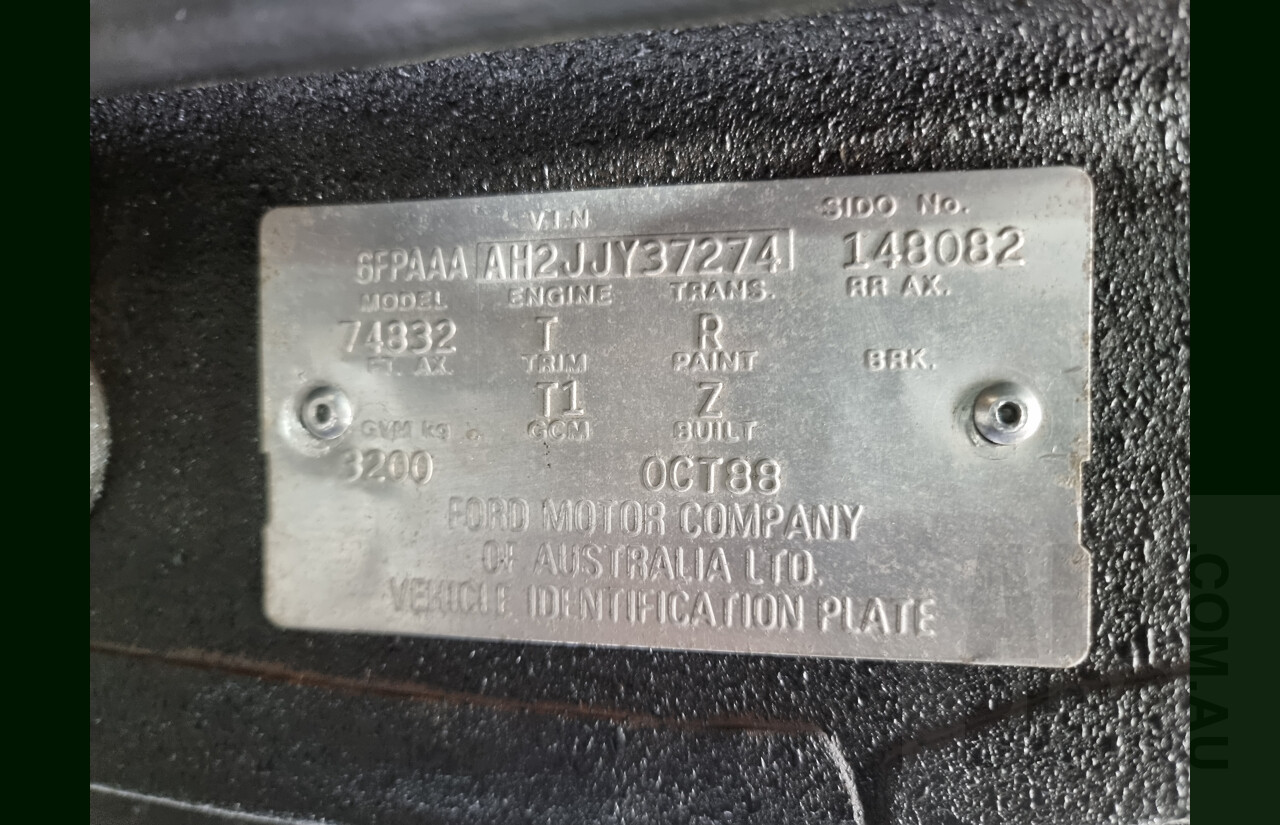 V.I.N SIDO No.
6FPAAA AH2JJY37274 148082
MODEL ENGINE TRANS. RR AX.
74832 T R
FT. AX. TRIM PAINT BRK.
T1 Z
GVM kg GCM BUILT
3200 OCT88
FORD MOTOR COMPANY
OF AUSTRALIA LTD.
VEHICLE IDENTIFICATION PLATE
.COM.AU